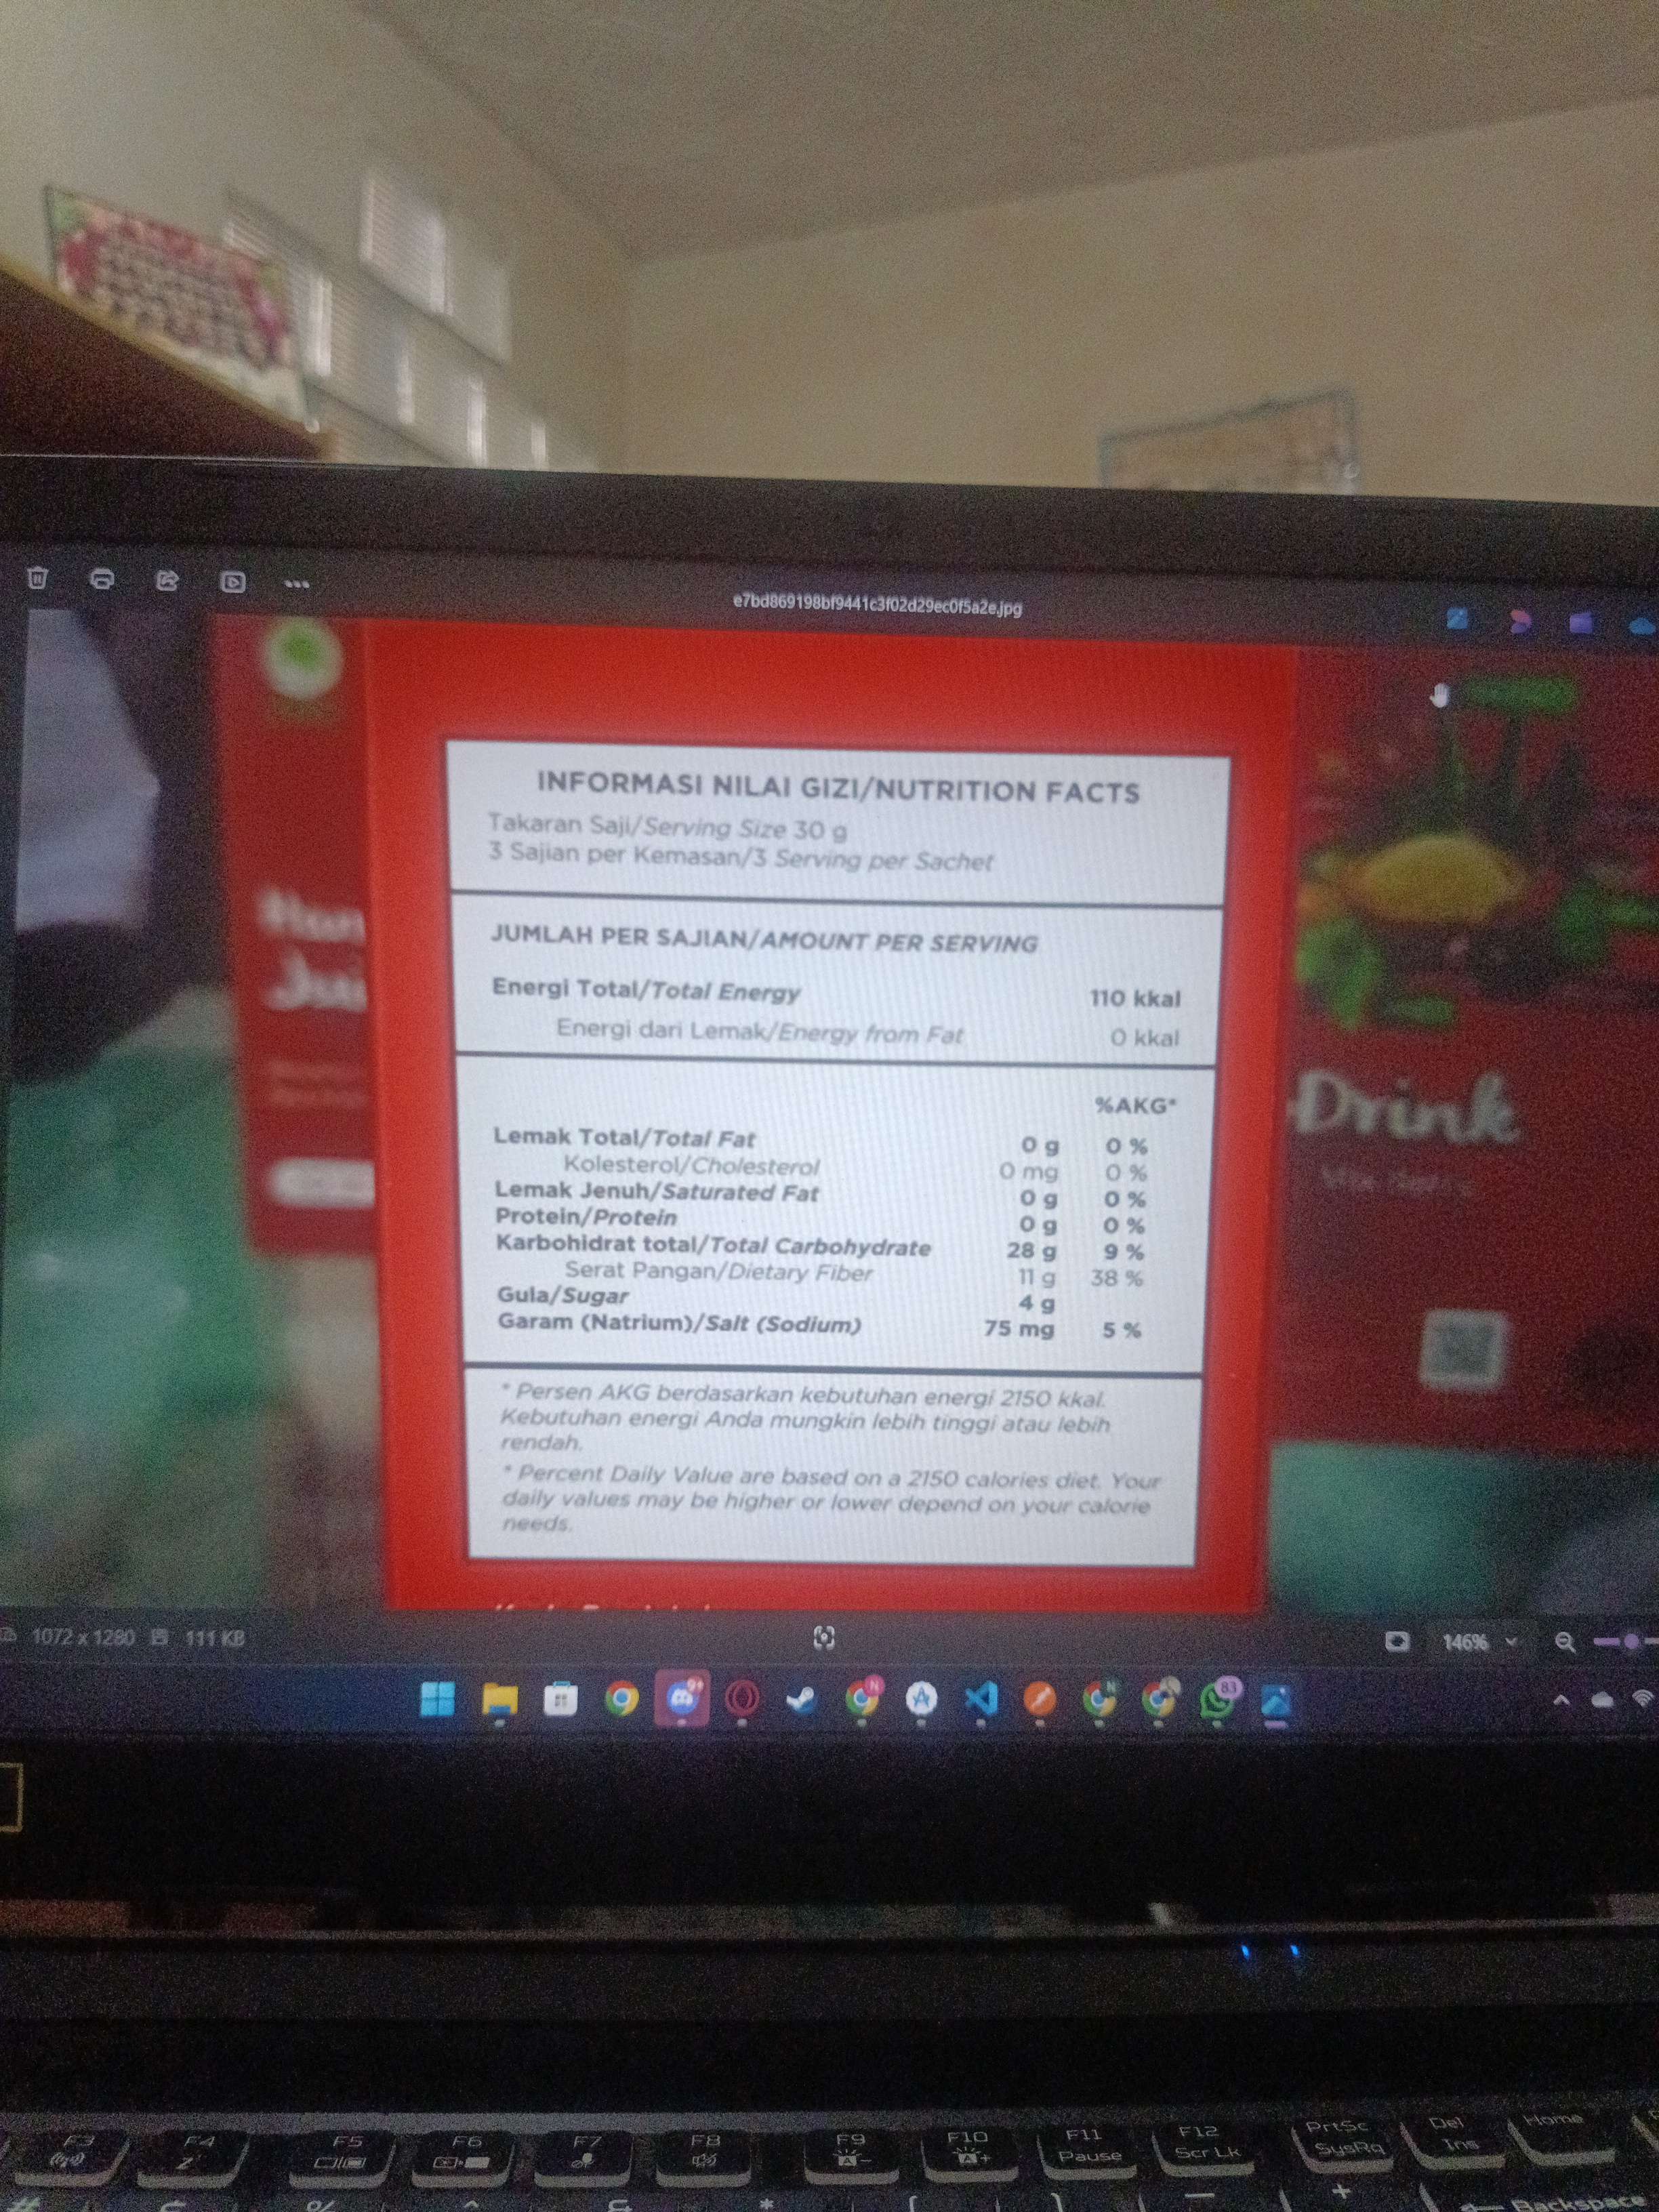 e7bd869198bf9441c3f02d29ec0f5a2e.jpg
INFORMASI NILAI GIZI/NUTRITION FACTS
Takaran Saji/Serving Size 30 g
3 Sajian per Kemasan/3 Serving per Sachet
JUMLAH PER SAJIAN/AMOUNT PER SERVING
Energi Total/Total Energy 110 kkal
Energi dari Lemak/Energy from Fat 0 kkal
%AKG*
Lemak Total/Total Fat 0 g 0 %
Kolesterol/Cholesterol 0 mg 0 %
Lemak Jenuh/Saturated Fat 0 g 0 %
Protein/Protein 0 g 0 %
Karbohidrat total/Total Carbohydrate 28 g 9 %
Serat Pangan/Dietary Fiber 11 g 38 %
Gula/Sugar 4 g
Garam (Natrium)/Salt (Sodium) 75 mg 5 %
* Persen AKG berdasarkan kebutuhan energi 2150 kkal.
Kebutuhan energi Anda mungkin lebih tinggi atau lebih
rendah.
* Percent Daily Value are based on a 2150 calories diet. Your
daily values may be higher or lower depend on your calorie
needs.
Drink
1072 x 1280 111 KB 146%
83
F3 F4 F5 F6 F7 F8 F9 F10 F11 F12 PrtSc Del Home
Pause Scr Lk SysRq Ins
Backspace